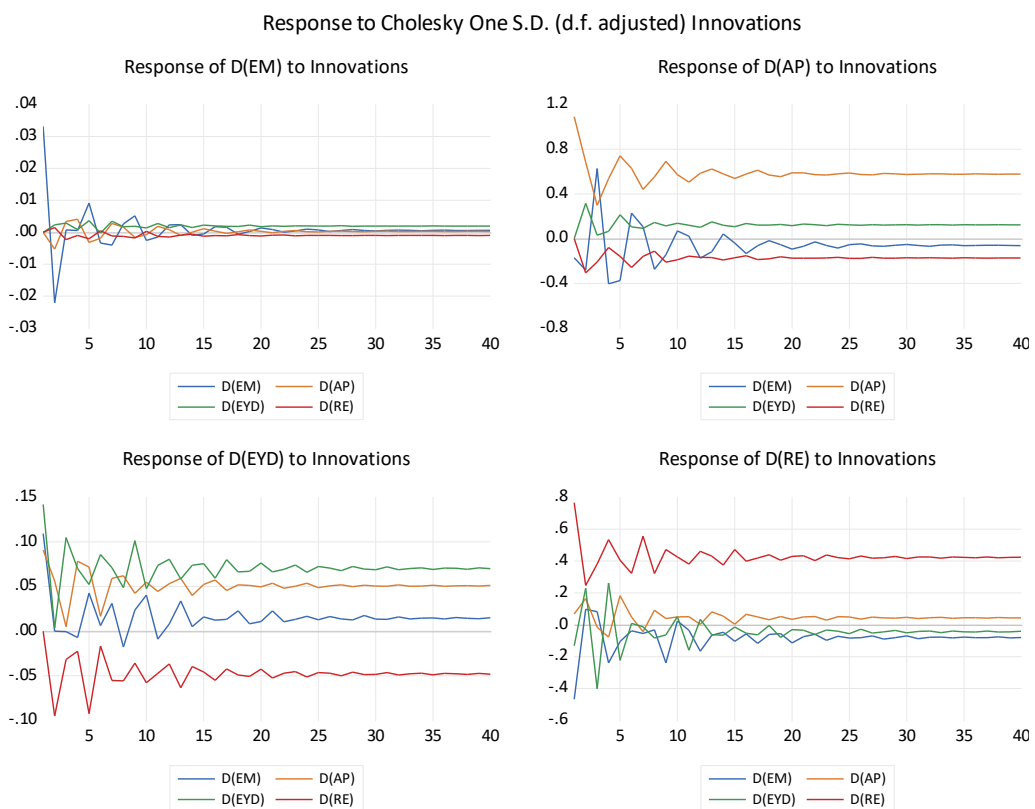 Response to Cholesky One S.D. (d.f. adjusted) Innovations
Response of D(EM) to Innovations
.04
.03
.02
.01
.00
-.01
-.02
-.03
5 10 15 20 25 30 35 40
D(EM) D(AP)
D(EYD) D(RE)
Response of D(AP) to Innovations
1.2
0.8
0.4
0.0
-0.4
-0.8
5 10 15 20 25 30 35 40
D(EM) D(AP)
D(EYD) D(RE)
Response of D(EYD) to Innovations
.15
.10
.05
.00
-.05
-.10
5 10 15 20 25 30 35 40
D(EM) D(AP)
D(EYD) D(RE)
Response of D(RE) to Innovations
.8
.6
.4
.2
.0
-.2
-.4
-.6
5 10 15 20 25 30 35 40
D(EM) D(AP)
D(EYD) D(RE)